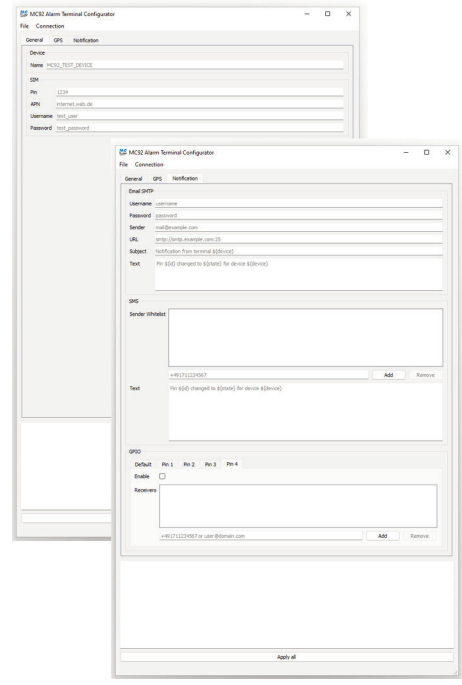 MC92 Alarm Terminal Configurator
File Connection
General GPS Notification
Device
Name MC92_TEST_DEVICE
SIM
Pin 1234
APN internet.web.de
Username test_user
Password test_password
MC92 Alarm Terminal Configurator
File Connection
General GPS Notification
Email SMTP
Username username
Password password
Sender mail@example.com
URL smtp://smtp.example.com:25
Subject Notification from terminal ${device}
Text Pin ${id} changed to ${state} for device ${device}
SMS
Sender Whitelist
+491711234567 Add Remove
Text Pin ${id} changed to ${state} for device ${device}
GPIO
Default Pin 1 Pin 2 Pin 3 Pin 4
Enable
Receivers
+491711234567 or user@domain.com Add Remove
Apply all